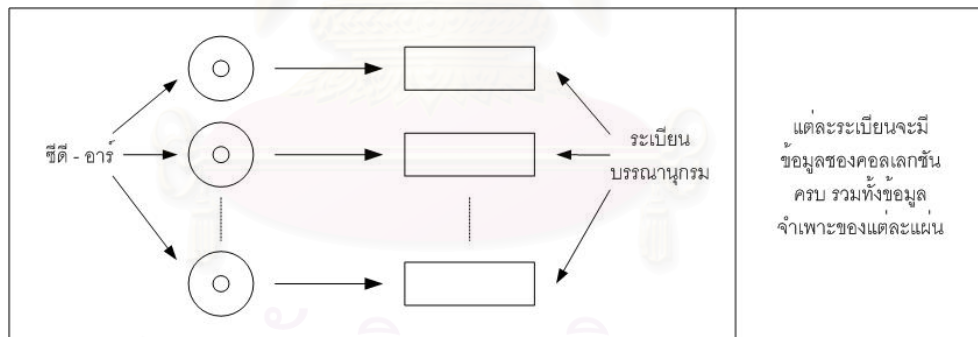 ซีดี - อาร์
ระเบียน
บรรณานุกรม
แต่ละระเบียนจะมี
ข้อมูลของคอลเลกชัน
ครบ รวมทั้งข้อมูล
จำเพาะของแต่ละแผ่น